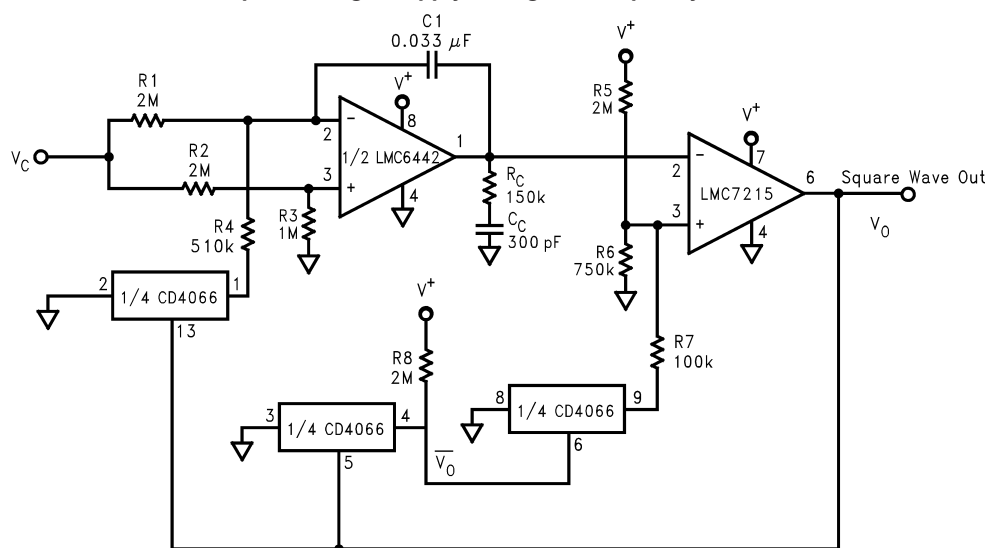 C1
0.033 μF
V+
R1
2M
V+
8
R5
2M
V+
VC
R2
2M
2
−
1/2 LMC6442
1
3
+
4
−
2
7
LMC7215
6
Square Wave Out
VO
3
+
4
RC
150k
CC
300 pF
R3
1M
R4
510k
R6
750k
2
1/4 CD4066
1
13
V+
R8
2M
R7
100k
8
1/4 CD4066
9
6
3
1/4 CD4066
4
5
V̅O̅